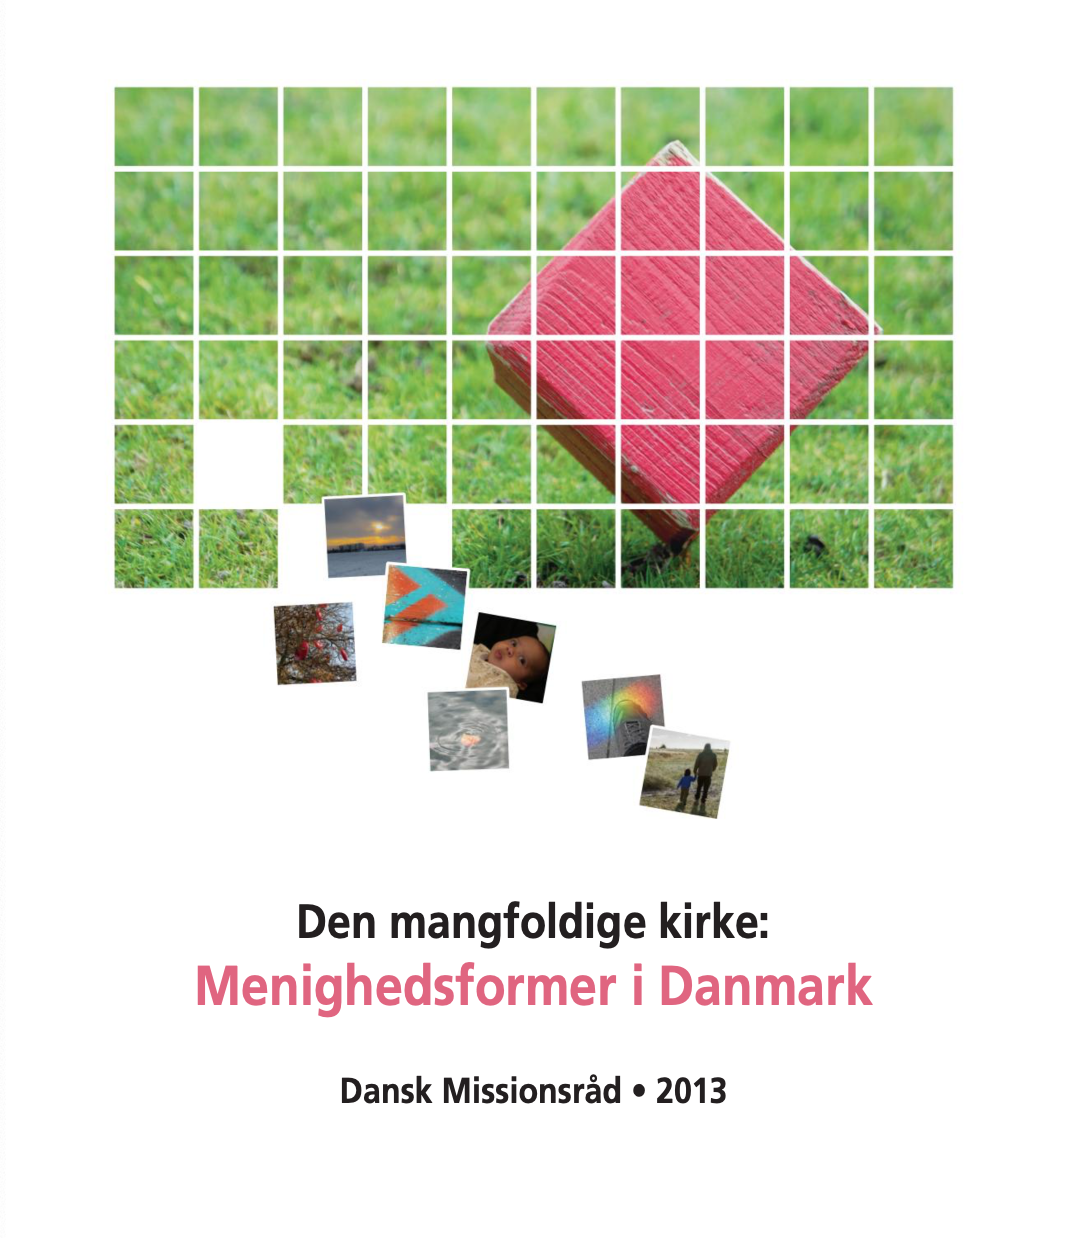 Den mangfoldige kirke:
Menighedsformer i Danmark
Dansk Missionsråd • 2013